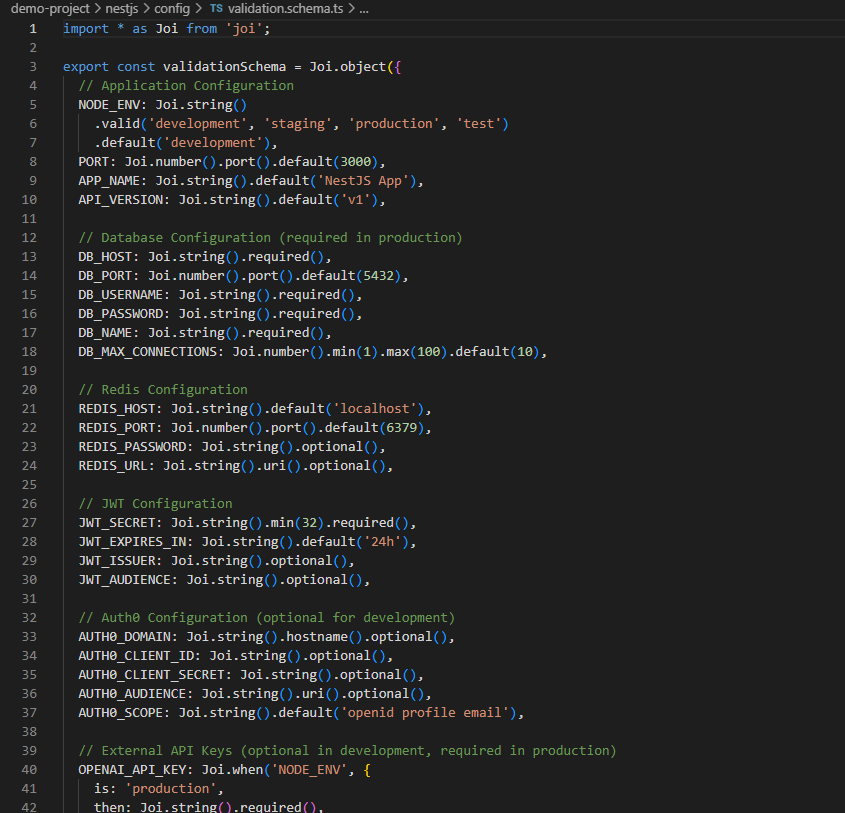 demo-project > nestjs > config > TS validation.schema.ts > ...
1 import * as Joi from 'joi';
2
3 export const validationSchema = Joi.object({
4 // Application Configuration
5 NODE_ENV: Joi.string()
6 .valid('development', 'staging', 'production', 'test')
7 .default('development'),
8 PORT: Joi.number().port().default(3000),
9 APP_NAME: Joi.string().default('NestJS App'),
10 API_VERSION: Joi.string().default('v1'),
11
12 // Database Configuration (required in production)
13 DB_HOST: Joi.string().required(),
14 DB_PORT: Joi.number().port().default(5432),
15 DB_USERNAME: Joi.string().required(),
16 DB_PASSWORD: Joi.string().required(),
17 DB_NAME: Joi.string().required(),
18 DB_MAX_CONNECTIONS: Joi.number().min(1).max(100).default(10),
19
20 // Redis Configuration
21 REDIS_HOST: Joi.string().default('localhost'),
22 REDIS_PORT: Joi.number().port().default(6379),
23 REDIS_PASSWORD: Joi.string().optional(),
24 REDIS_URL: Joi.string().uri().optional(),
25
26 // JWT Configuration
27 JWT_SECRET: Joi.string().min(32).required(),
28 JWT_EXPIRES_IN: Joi.string().default('24h'),
29 JWT_ISSUER: Joi.string().optional(),
30 JWT_AUDIENCE: Joi.string().optional(),
31
32 // Auth0 Configuration (optional for development)
33 AUTH0_DOMAIN: Joi.string().hostname().optional(),
34 AUTH0_CLIENT_ID: Joi.string().optional(),
35 AUTH0_CLIENT_SECRET: Joi.string().optional(),
36 AUTH0_AUDIENCE: Joi.string().uri().optional(),
37 AUTH0_SCOPE: Joi.string().default('openid profile email'),
38
39 // External API Keys (optional in development, required in production)
40 OPENAI_API_KEY: Joi.when('NODE_ENV', {
41 is: 'production',
42 then: Joi.string().required(),